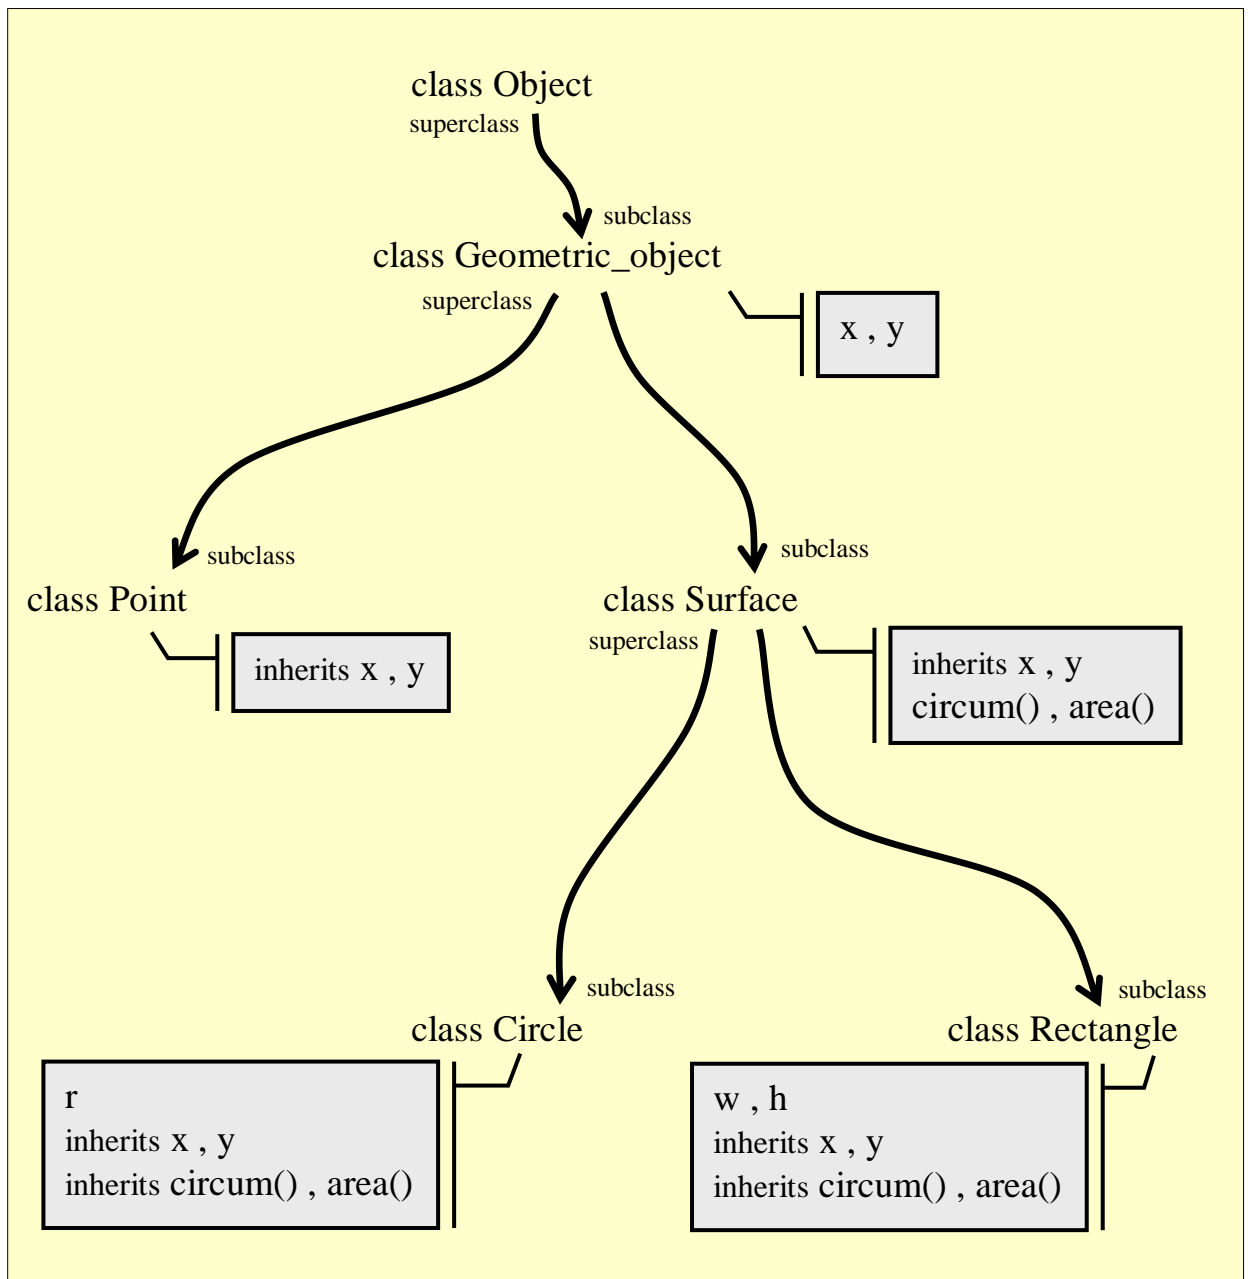 class Object
superclass
subclass
class Geometric_object
superclass
x , y
subclass
class Point
inherits x , y
subclass
class Surface
superclass
inherits x , y
circum() , area()
subclass
class Circle
r
inherits x , y
inherits circum() , area()
subclass
class Rectangle
w , h
inherits x , y
inherits circum() , area()